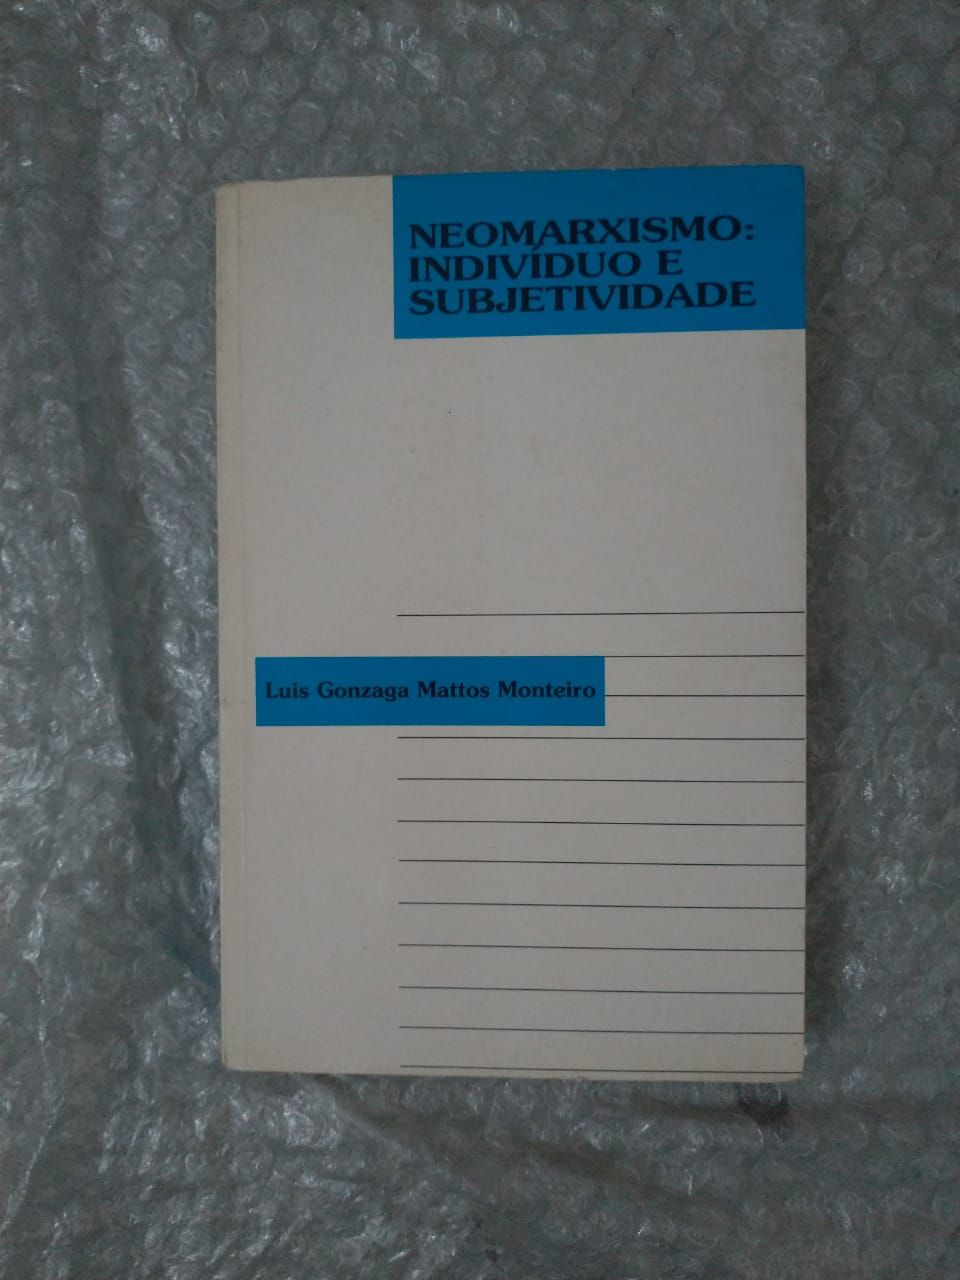 NEOMARXISMO:
INDIVÍDUO E
SUBJETIVIDADE
Luis Gonzaga Mattos Monteiro